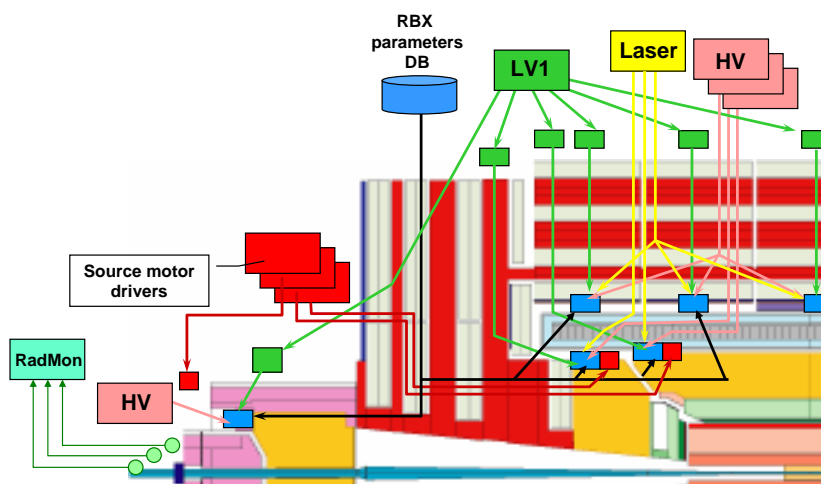 RBX
parameters
DB
LV1
Laser
HV
Source motor
drivers
RadMon
HV